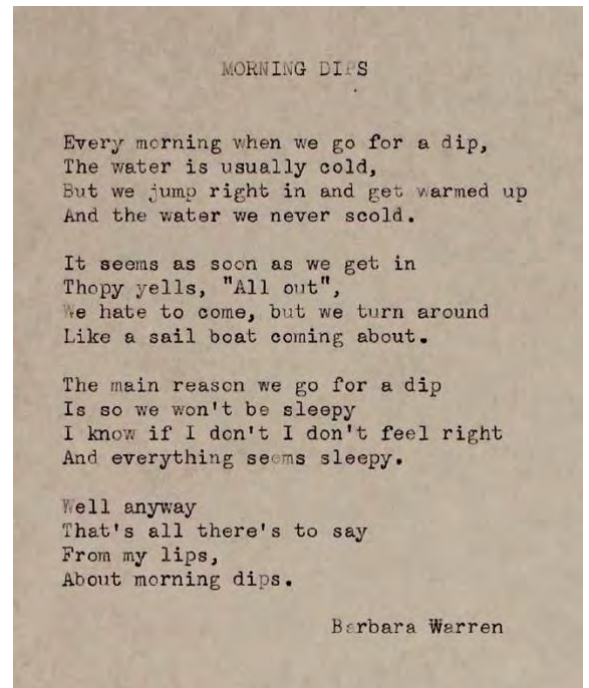 MORNING DIPS
Every morning when we go for a dip,
The water is usually cold,
But we jump right in and get warmed up
And the water we never scold.
It seems as soon as we get in
Thopy yells, "All out",
We hate to come, but we turn around
Like a sail boat coming about.
The main reason we go for a dip
Is so we won't be sleepy
I know if I don't I don't feel right
And everything seems sleepy.
Well anyway
That's all there's to say
From my lips,
About morning dips.
Barbara Warren